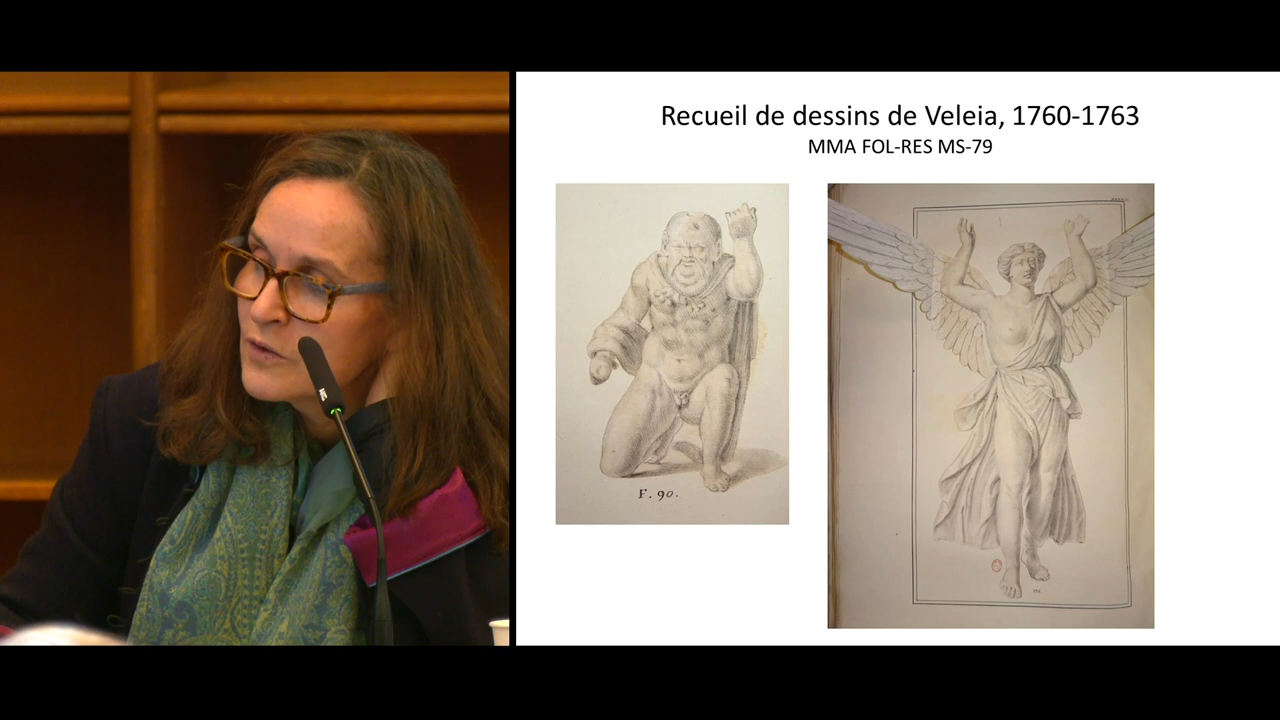 Recueil de dessins de Veleia, 1760-1763
MMA FOL-RES MS-79
F. 90.